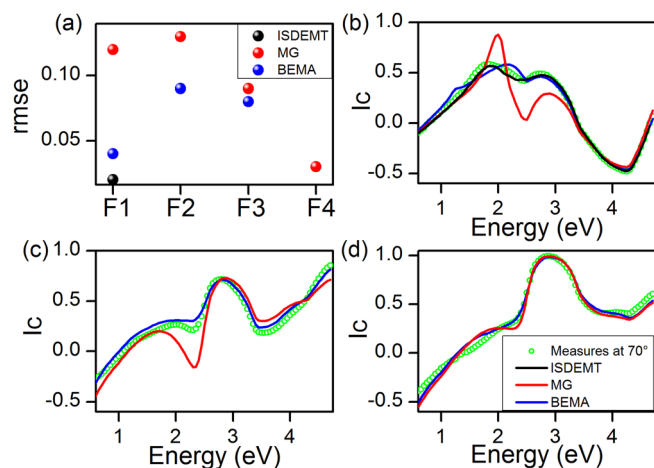 (a)
ISDEMT
MG
BEMA
rmse
0.10
0.05
F1 F2 F3 F4
(b)
Ic
1.0
0.5
0.0
-0.5
1 2 3 4
Energy (eV)
(c)
Ic
1.0
0.5
0.0
-0.5
1 2 3 4
Energy (eV)
(d)
Ic
1.0
0.5
0.0
-0.5
Measures at 70°
ISDEMT
MG
BEMA
1 2 3 4
Energy (eV)